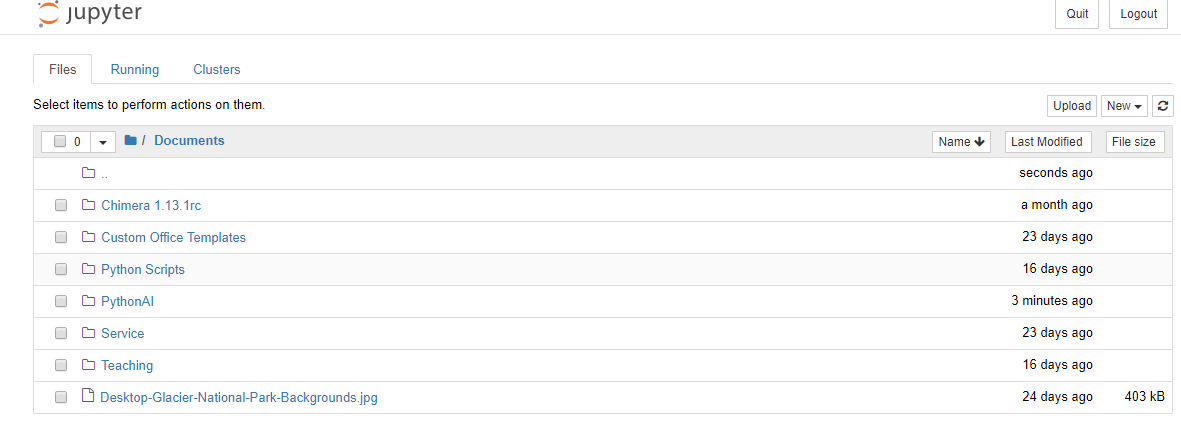 jupyter Quit Logout
Files Running Clusters
Select items to perform actions on them. Upload New
0 / Documents Name Last Modified File size
.. seconds ago
Chimera 1.13.1rc a month ago
Custom Office Templates 23 days ago
Python Scripts 16 days ago
PythonAI 3 minutes ago
Service 23 days ago
Teaching 16 days ago
Desktop-Glacier-National-Park-Backgrounds.jpg 24 days ago 403 kB